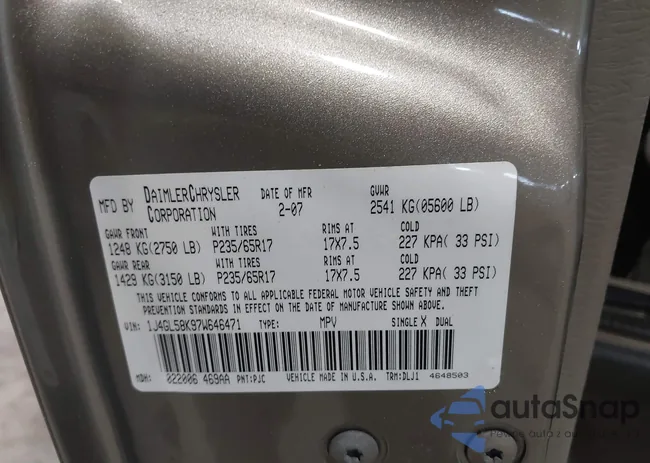 MFD BY DAIMLERCHRYSLER CORPORATION DATE OF MFR 2-07 GVWR 2541 KG(05600 LB)
GAWR FRONT WITH TIRES RIMS AT COLD
1248 KG(2750 LB) P235/65R17 17X7.5 227 KPA( 33 PSI)
GAWR REAR WITH TIRES RIMS AT COLD
1429 KG(3150 LB) P235/65R17 17X7.5 227 KPA( 33 PSI)
THIS VEHICLE CONFORMS TO ALL APPLICABLE FEDERAL MOTOR VEHICLE SAFETY AND THEFT
PREVENTION STANDARDS IN EFFECT ON THE DATE OF MANUFACTURE SHOWN ABOVE.
VIN: 1J4GL58K97W646471 TYPE: MPV SINGLE X DUAL
MDH: 022006 469AA PNT:PJC VEHICLE MADE IN U.S.A. TRM:DLJ1 4648503
autaSnap